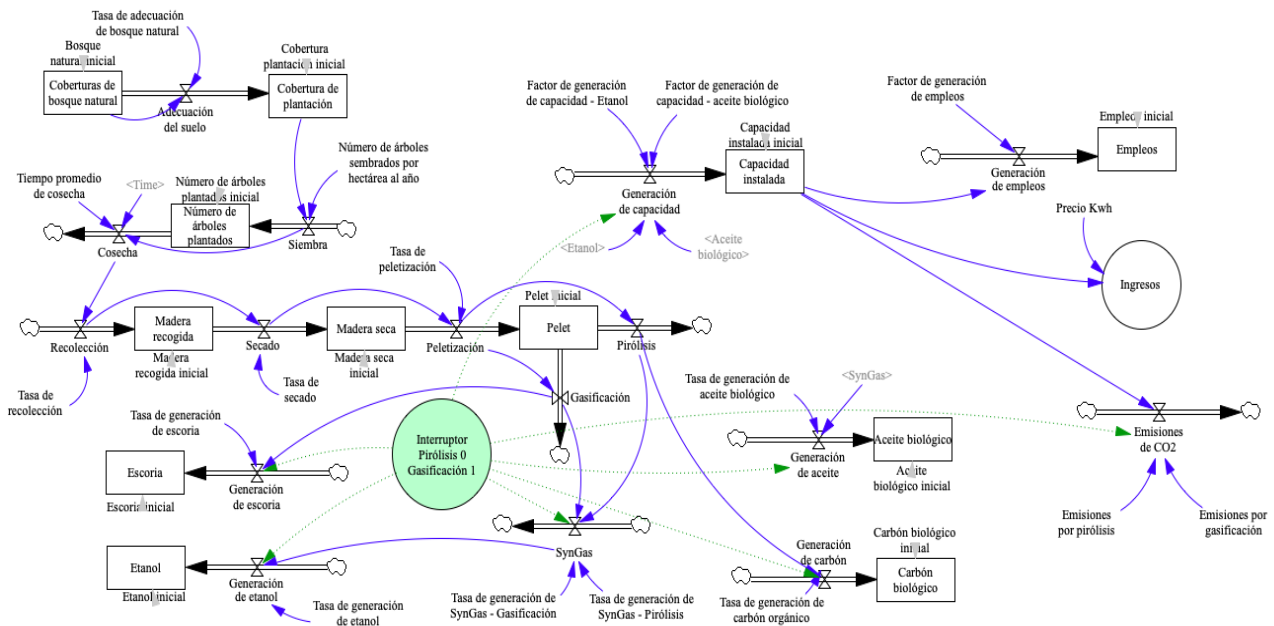 Tasa de adecuación
de bosque natural
Bosque
natural inicial
Coberturas de
bosque natural
Adecuación
del suelo
Cobertura
plantación inicial
Cobertura de
plantación
Número de árboles
sembrados por
hectárea al año
Tiempo promedio
de cosecha
<Time>
Número de árboles
plantados inicial
Número de
árboles
plantados
Siembra
Cosecha
Factor de generación
de capacidad - Etanol
Factor de generación de
capacidad - aceite biológico
Capacidad
instalada inicial
Capacidad
instalada
Generación
de capacidad
<Etanol>
<Aceite
biológico>
Factor de generación
de empleos
Empleos inicial
Empleos
Generación
de empleos
Precio Kwh
Ingresos
Tasa de
peletización
Pelet inicial
Pelet
Madera
recogida
Madera seca
Recolección
Secado
Peletización
Pirólisis
Madera
recogida inicial
Madera seca
inicial
Tasa de
recolección
Tasa de
secado
Gasificación
Tasa de generación
de escoria
Escoria
Generación
de escoria
Escoria inicial
Interruptor
Pirólisis 0
Gasificación 1
Tasa de generación de
aceite biológico
<SynGas>
Aceite biológico
Generación
de aceite
Aceite
biológico inicial
Emisiones
de CO2
Emisiones
por pirólisis
Emisiones por
gasificación
Etanol
Generación
de etanol
Etanol inicial
Tasa de generación
de etanol
SynGas
Tasa de generación de
SynGas - Gasificación
Tasa de generación de
SynGas - Pirólisis
Generación
de carbón
Carbón biológico
inicial
Carbón
biológico
Tasa de generación de
carbón orgánico